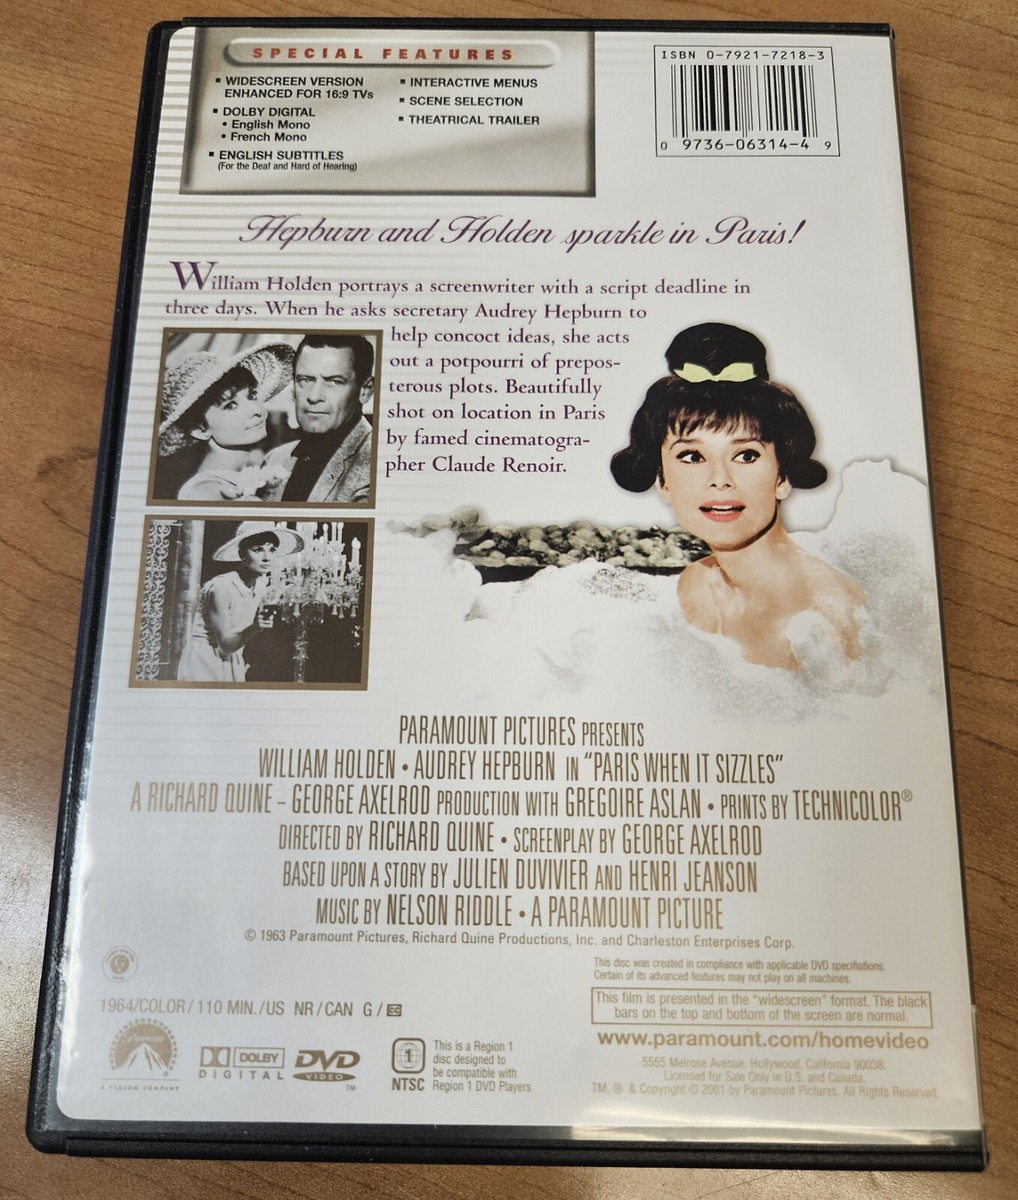 SPECIAL FEATURES
▪ WIDESCREEN VERSION
ENHANCED FOR 16:9 TVs
▪ DOLBY DIGITAL
• English Mono
• French Mono
▪ ENGLISH SUBTITLES
(For the Deaf and Hard of Hearing)
▪ INTERACTIVE MENUS
▪ SCENE SELECTION
▪ THEATRICAL TRAILER
ISBN 0-7921-7218-3
0 9736-06314-4 9
Hepburn and Holden sparkle in Paris!
William Holden portrays a screenwriter with a script deadline in
three days. When he asks secretary Audrey Hepburn to
help concoct ideas, she acts
out a potpourri of prepos-
terous plots. Beautifully
shot on location in Paris
by famed cinematogra-
pher Claude Renoir.
PARAMOUNT PICTURES PRESENTS
WILLIAM HOLDEN • AUDREY HEPBURN IN "PARIS WHEN IT SIZZLES"
A RICHARD QUINE – GEORGE AXELROD PRODUCTION WITH GREGOIRE ASLAN • PRINTS BY TECHNICOLOR®
DIRECTED BY RICHARD QUINE • SCREENPLAY BY GEORGE AXELROD
BASED UPON A STORY BY JULIEN DUVIVIER AND HENRI JEANSON
MUSIC BY NELSON RIDDLE • A PARAMOUNT PICTURE
© 1963 Paramount Pictures, Richard Quine Productions, Inc. and Charleston Enterprises Corp.
This disc was created in compliance with applicable DVD specifiations.
Certain of its advanced features may not play on all machines.
This film is presented in the "widescreen" format. The black
bars on the top and bottom of the screen are normal.
1964/COLOR/110 MIN./US NR/CAN G/CC
www.paramount.com/homevideo
Paramount
A VIACOM COMPANY
DOLBY
DIGITAL
DVD
VIDEO
TM
1
NTSC
This is a Region 1
disc designed to
be compatible with
Region 1 DVD Players
5555 Melrose Avenue, Hollywood, California 90038.
Licensed for Sale Only in U.S. and Canada.
TM, ® & Copyright © 2001 by Paramount Pictures. All Rights Reserved.